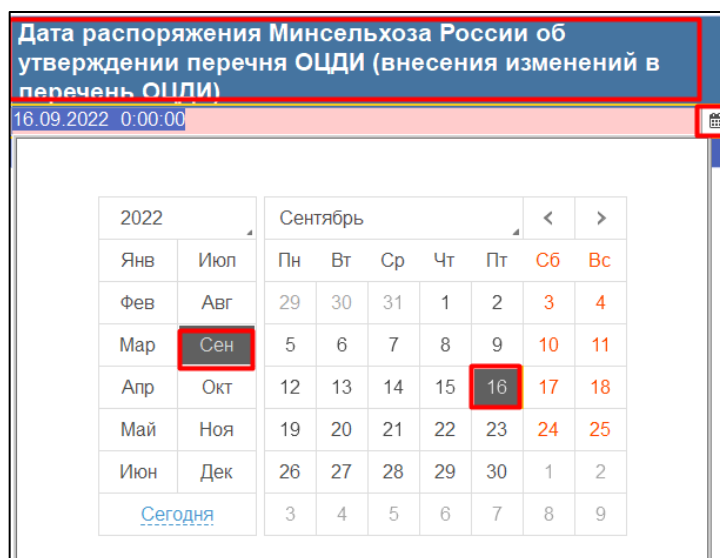 Дата распоряжения Минсельхоза России об
утверждении перечня ОЦДИ (внесения изменений в
перечень ОЦДИ)
16.09.2022 0:00:00
2022 Сентябрь < >
Янв Июл Пн Вт Ср Чт Пт Сб Вс
Фев Авг 29 30 31 1 2 3 4
Мар Сен 5 6 7 8 9 10 11
Апр Окт 12 13 14 15 16 17 18
Май Ноя 19 20 21 22 23 24 25
Июн Дек 26 27 28 29 30 1 2
Сегодня 3 4 5 6 7 8 9